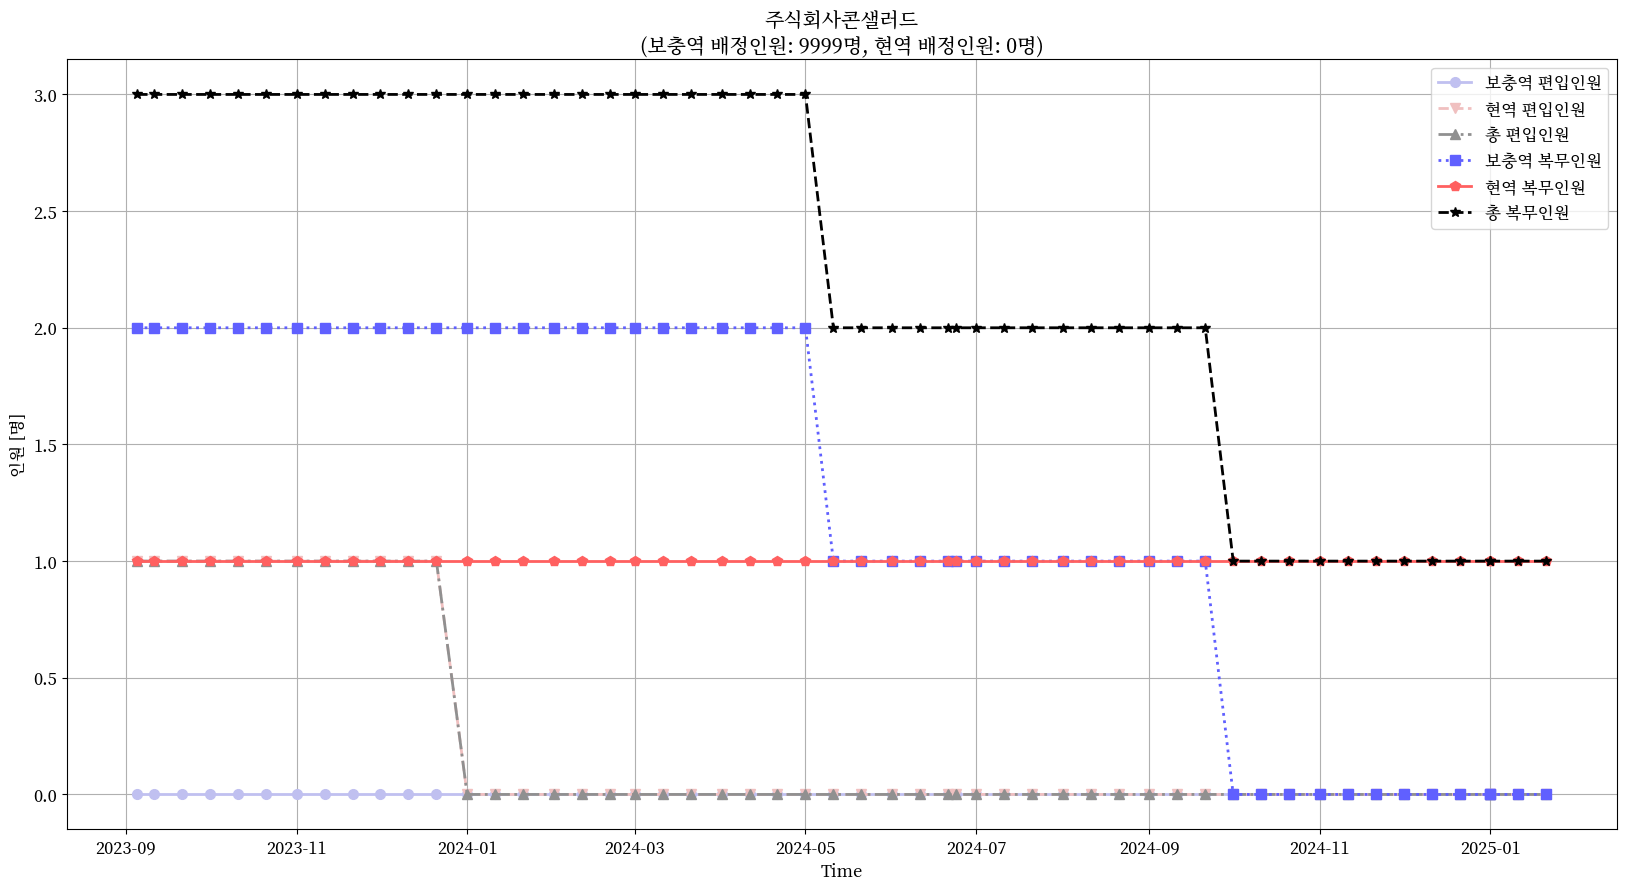 주식회사콘샐러드
(보충역 배정인원: 9999명, 현역 배정인원: 0명)
보충역 편입인원
현역 편입인원
총 편입인원
보충역 복무인원
현역 복무인원
총 복무인원
인원 [명]
3.0
2.5
2.0
1.5
1.0
0.5
0.0
2023-09
2023-11
2024-01
2024-03
2024-05
2024-07
2024-09
2024-11
2025-01
Time